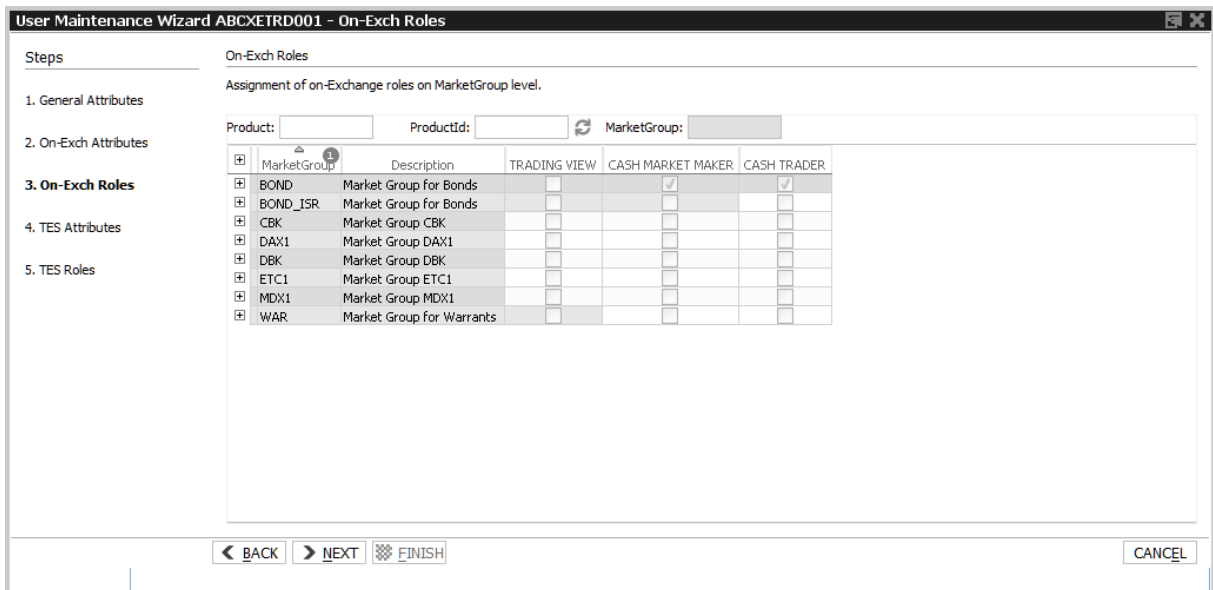 User Maintenance Wizard ABCXETRD001 - On-Exch Roles
Steps
1. General Attributes
2. On-Exch Attributes
3. On-Exch Roles
4. TES Attributes
5. TES Roles
On-Exch Roles
Assignment of on-Exchange roles on MarketGroup level.
Product: ProductId: MarketGroup:
MarketGroup 1 Description TRADING VIEW CASH MARKET MAKER CASH TRADER
BOND Market Group for Bonds
BOND_ISR Market Group for Bonds
CBK Market Group CBK
DAX1 Market Group DAX1
DBK Market Group DBK
ETC1 Market Group ETC1
MDX1 Market Group MDX1
WAR Market Group for Warrants
BACK NEXT FINISH CANCEL